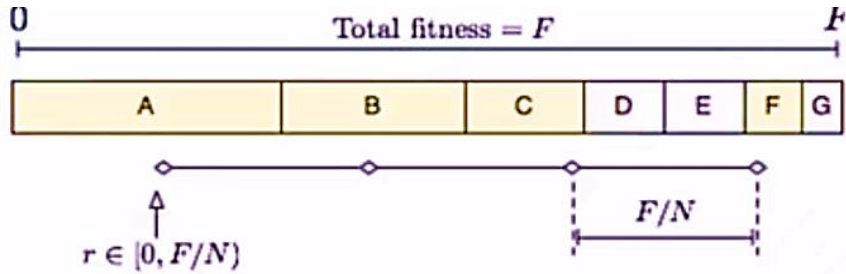 0 F
Total fitness = F
A B C D E F G
F/N
r ∈ [0, F/N)